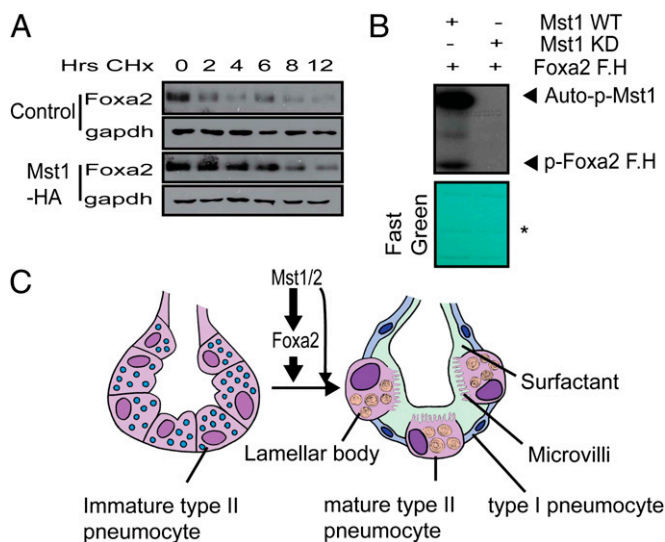 A
Hrs CHx 0 2 4 6 8 12
Control
Foxa2
gapdh
Mst1
-HA
Foxa2
gapdh
B
+ - Mst1 WT
- + Mst1 KD
+ + Foxa2 F.H
Auto-p-Mst1
p-Foxa2 F.H
Fast
Green
*
C
Mst1/2
Foxa2
Surfactant
Lamellar body
Microvilli
Immature type II
pneumocyte
mature type II
pneumocyte
type I pneumocyte